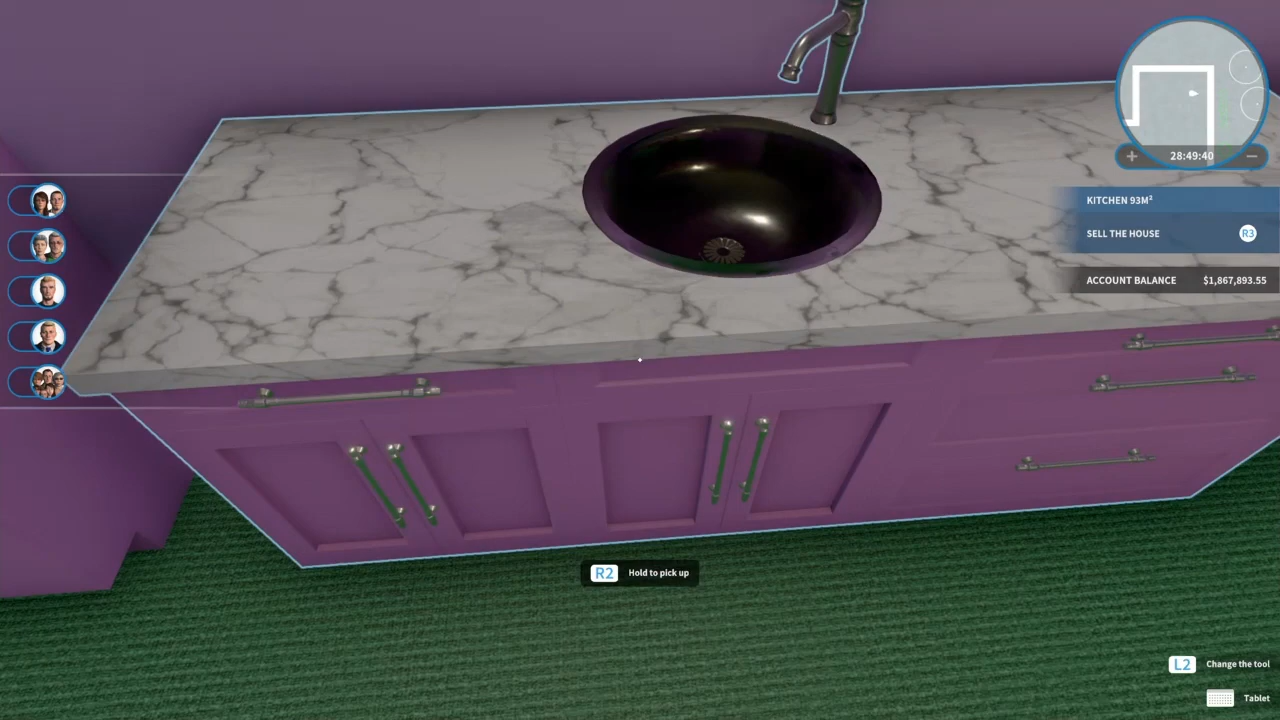 28:49:40
KITCHEN 93M²
SELL THE HOUSE R3
ACCOUNT BALANCE $1,867,893.55
R2 Hold to pick up
L2 Change the tool
Tablet